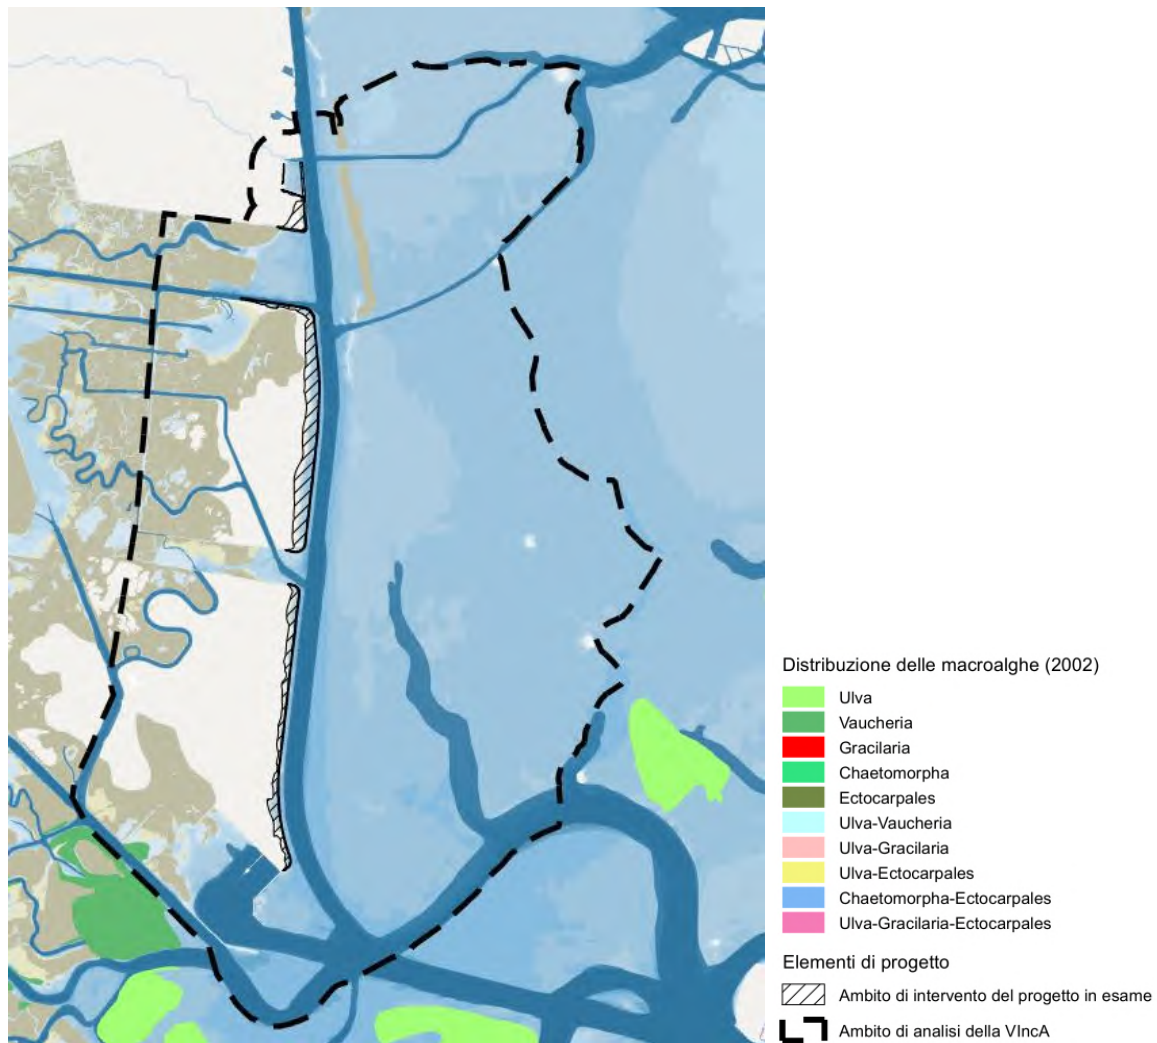 Distribuzione delle macroalghe (2002)
Ulva
Vaucheria
Gracilaria
Chaetomorpha
Ectocarpales
Ulva-Vaucheria
Ulva-Gracilaria
Ulva-Ectocarpales
Chaetomorpha-Ectocarpales
Ulva-Gracilaria-Ectocarpales
Elementi di progetto
Ambito di intervento del progetto in esame
Ambito di analisi della VIncA